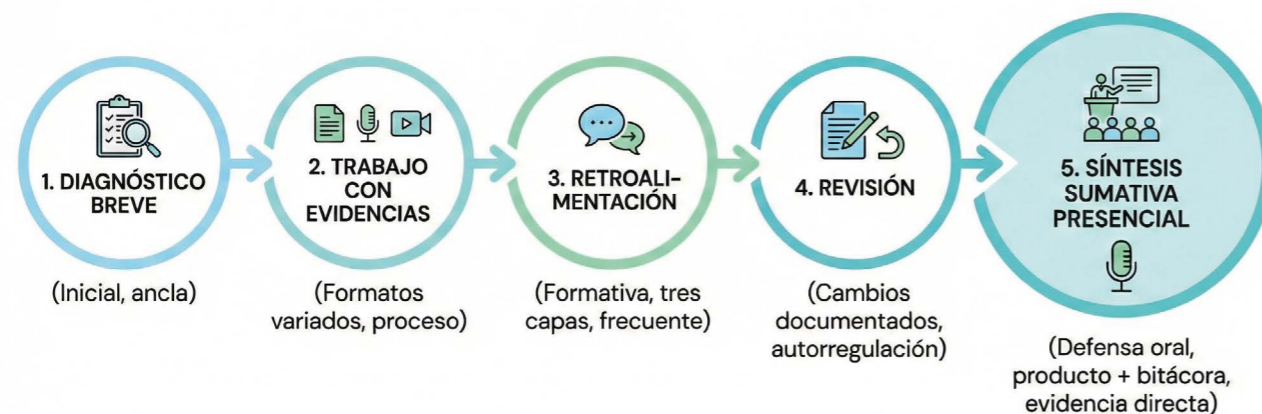 1. DIAGNÓSTICO
BREVE
(Inicial, ancla)
2. TRABAJO
CON
EVIDENCIAS
(Formatos
variados, proceso)
3. RETROALI-
MENTACIÓN
(Formativa, tres
capas, frecuente)
4. REVISIÓN
(Cambios
documentados,
autorregulación)
5. SÍNTESIS
SUMATIVA
PRESENCIAL
(Defensa oral,
producto + bitácora,
evidencia directa)